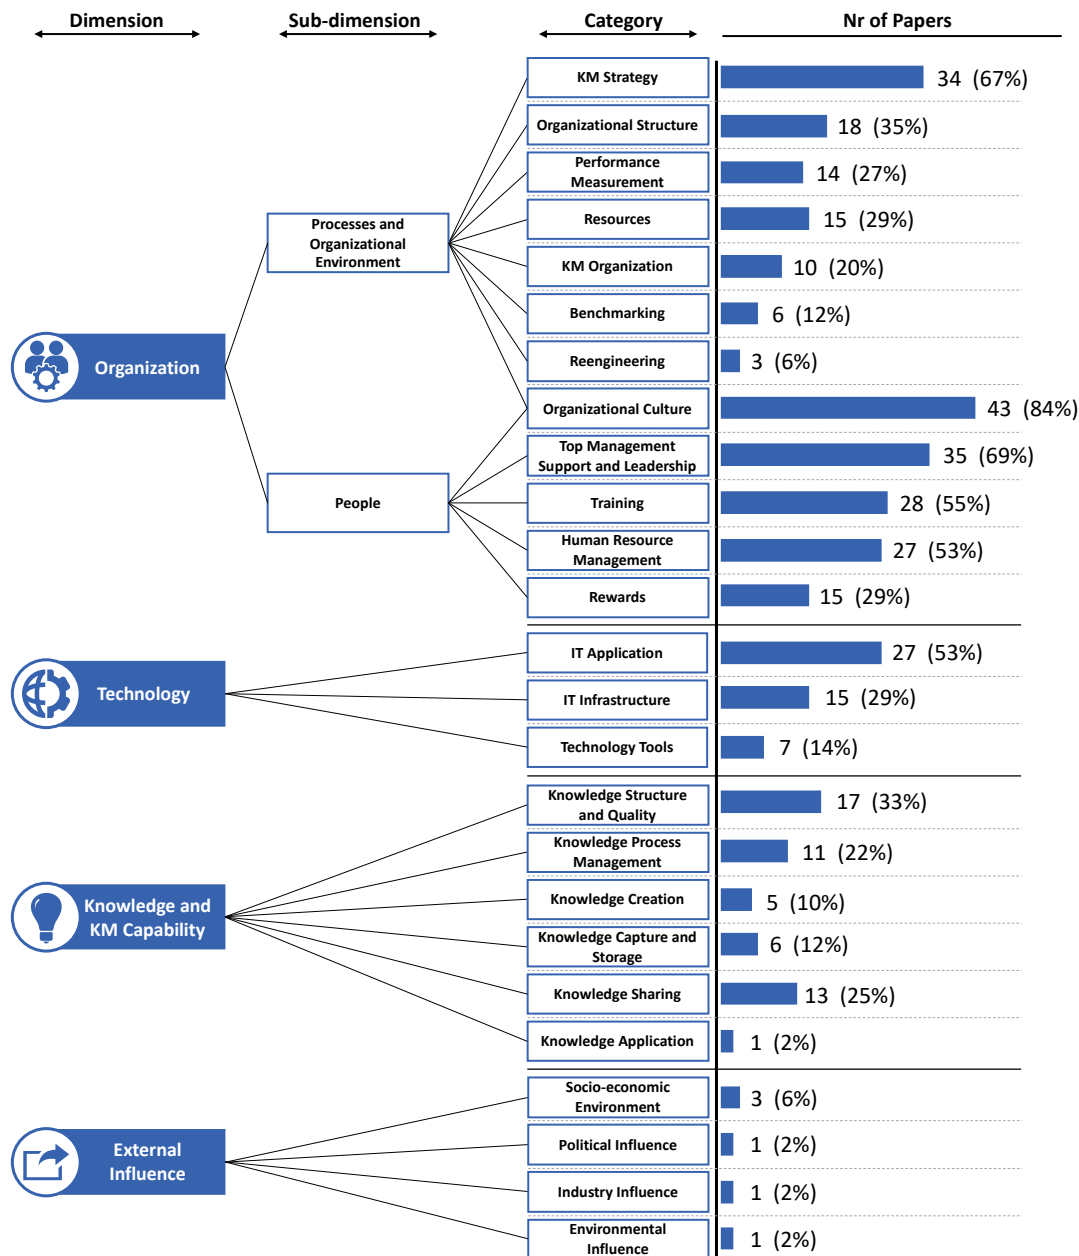 Dimension
Sub-dimension
Category
Nr of Papers
KM Strategy
34 (67%)
Organizational Structure
18 (35%)
Performance
Measurement
14 (27%)
Processes and
Organizational
Environment
Resources
15 (29%)
KM Organization
10 (20%)
Benchmarking
6 (12%)
Organization
Reengineering
3 (6%)
Organizational Culture
43 (84%)
Top Management
Support and Leadership
35 (69%)
People
Training
28 (55%)
Human Resource
Management
27 (53%)
Rewards
15 (29%)
Technology
IT Application
27 (53%)
IT Infrastructure
15 (29%)
Technology Tools
7 (14%)
Knowledge and
KM Capability
Knowledge Structure
and Quality
17 (33%)
Knowledge Process
Management
11 (22%)
Knowledge Creation
5 (10%)
Knowledge Capture and
Storage
6 (12%)
Knowledge Sharing
13 (25%)
Knowledge Application
1 (2%)
External
Influence
Socio-economic
Environment
3 (6%)
Political Influence
1 (2%)
Industry Influence
1 (2%)
Environmental
Influence
1 (2%)